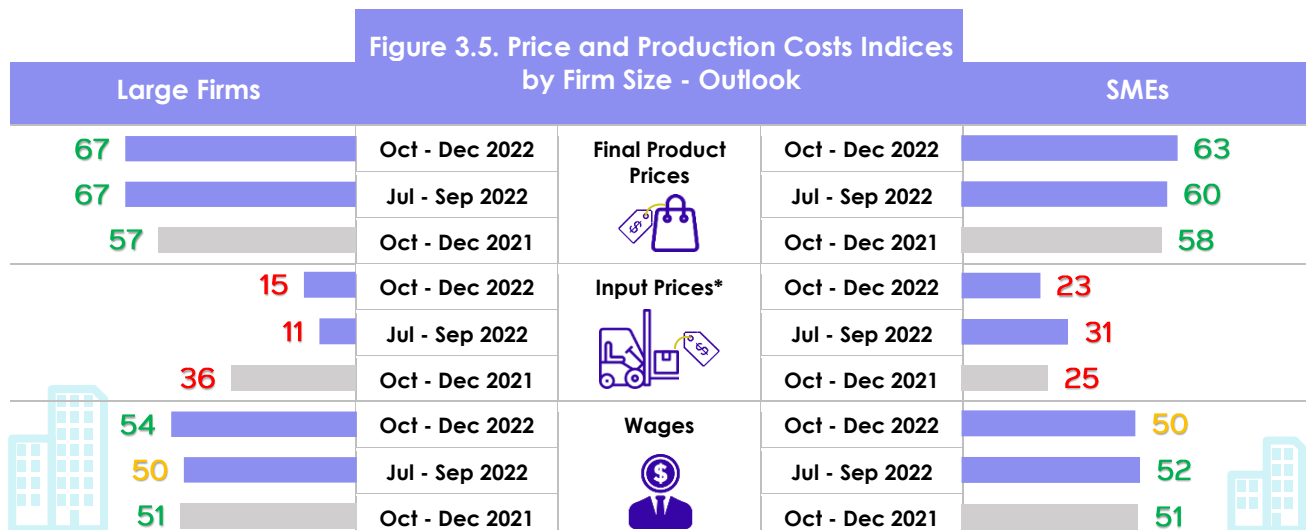 Figure 3.5. Price and Production Costs Indices
by Firm Size - Outlook
Large Firms
SMEs
67 Oct - Dec 2022 Final Product Oct - Dec 2022 63
Prices
67 Jul - Sep 2022 Jul - Sep 2022 60
$
57 Oct - Dec 2021 Oct - Dec 2021 58
15 Oct - Dec 2022 Input Prices* Oct - Dec 2022 23
11 Jul - Sep 2022 Jul - Sep 2022 31
$
36 Oct - Dec 2021 Oct - Dec 2021 25
54 Oct - Dec 2022 Wages Oct - Dec 2022 50
50 Jul - Sep 2022 $ Jul - Sep 2022 52
51 Oct - Dec 2021 Oct - Dec 2021 51